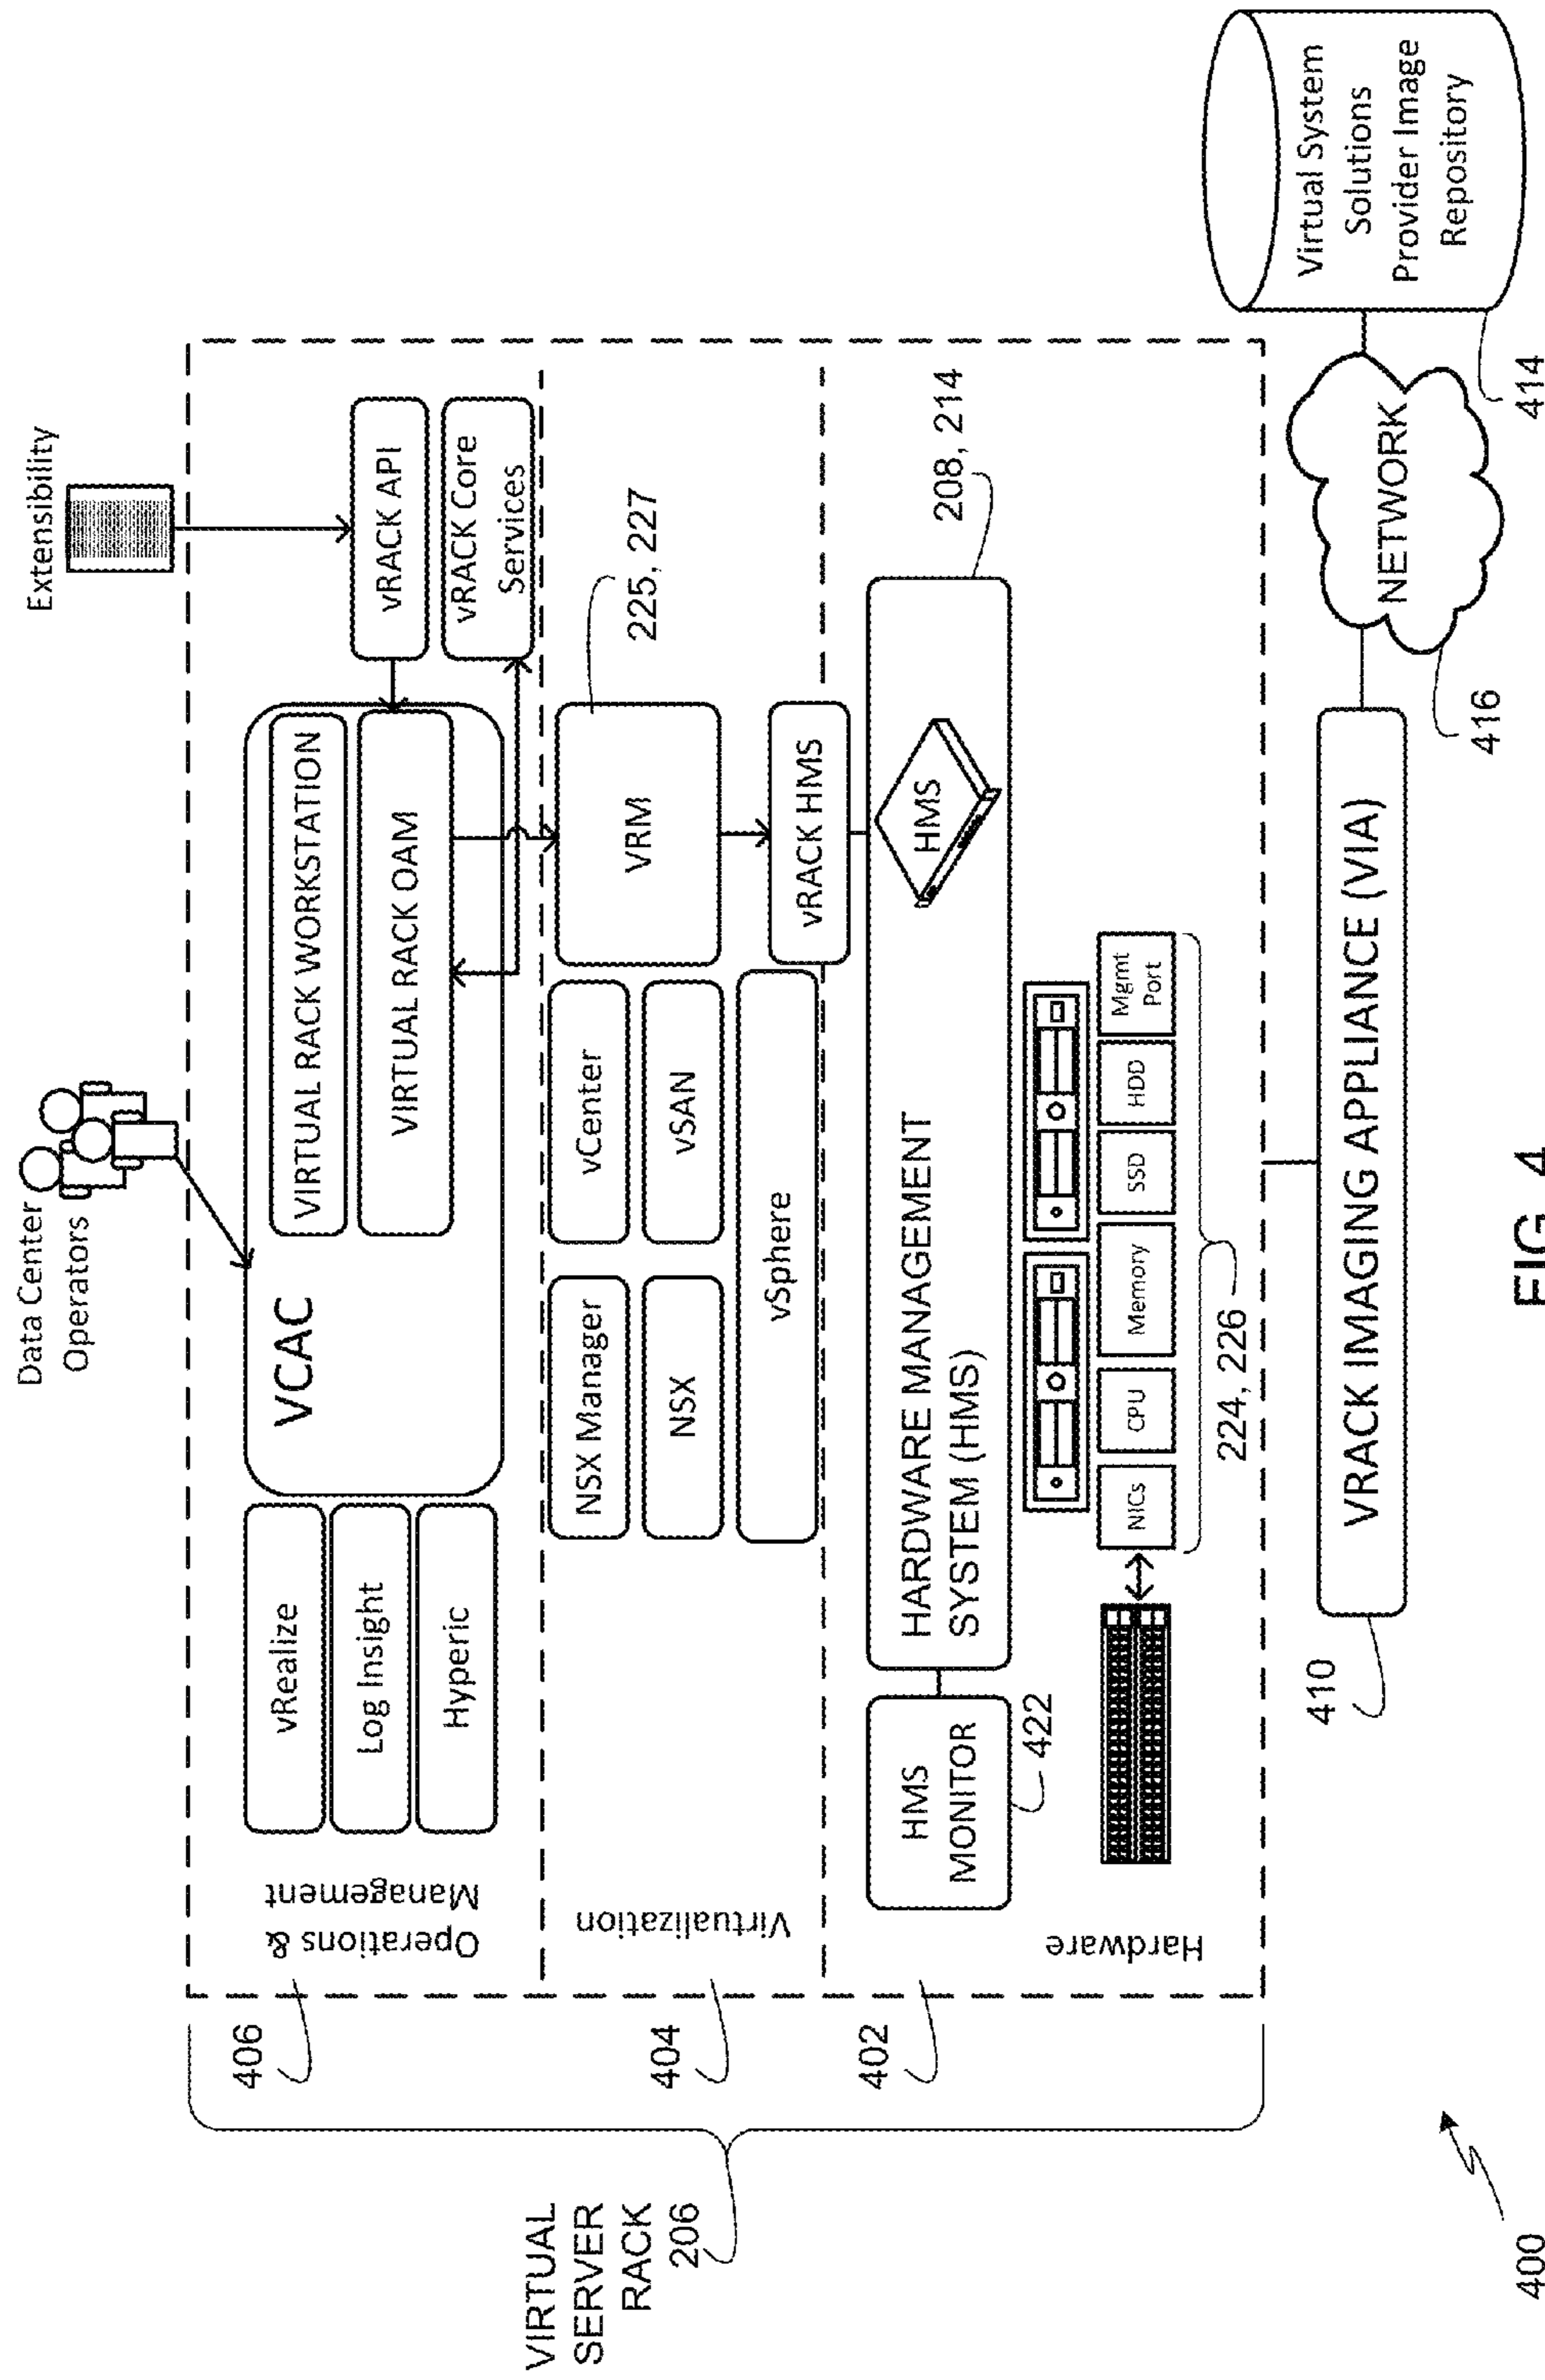 Data Center
Operators
Extensibility
406
Operations &
Management
vRealize
Log Insight
Hyperic
VCAC
VIRTUAL RACK WORKSTATION
VIRTUAL RACK OAM
vRACK API
vRACK Core
Services
VIRTUAL
SERVER
RACK
206
404
Virtualization
NSX Manager
NSX
vCenter
vSAN
vSphere
VRM
225, 227
vRACK HMS
402
Hardware
HMS
MONITOR
422
HARDWARE MANAGEMENT
SYSTEM (HMS)
HMS
208, 214
NICs
CPU
Memory
SSD
HDD
Mgmt
Port
224, 226
410
VRACK IMAGING APPLIANCE (VIA)
416
NETWORK
Virtual System
Solutions
Provider Image
Repository
414
400
FIG. 4